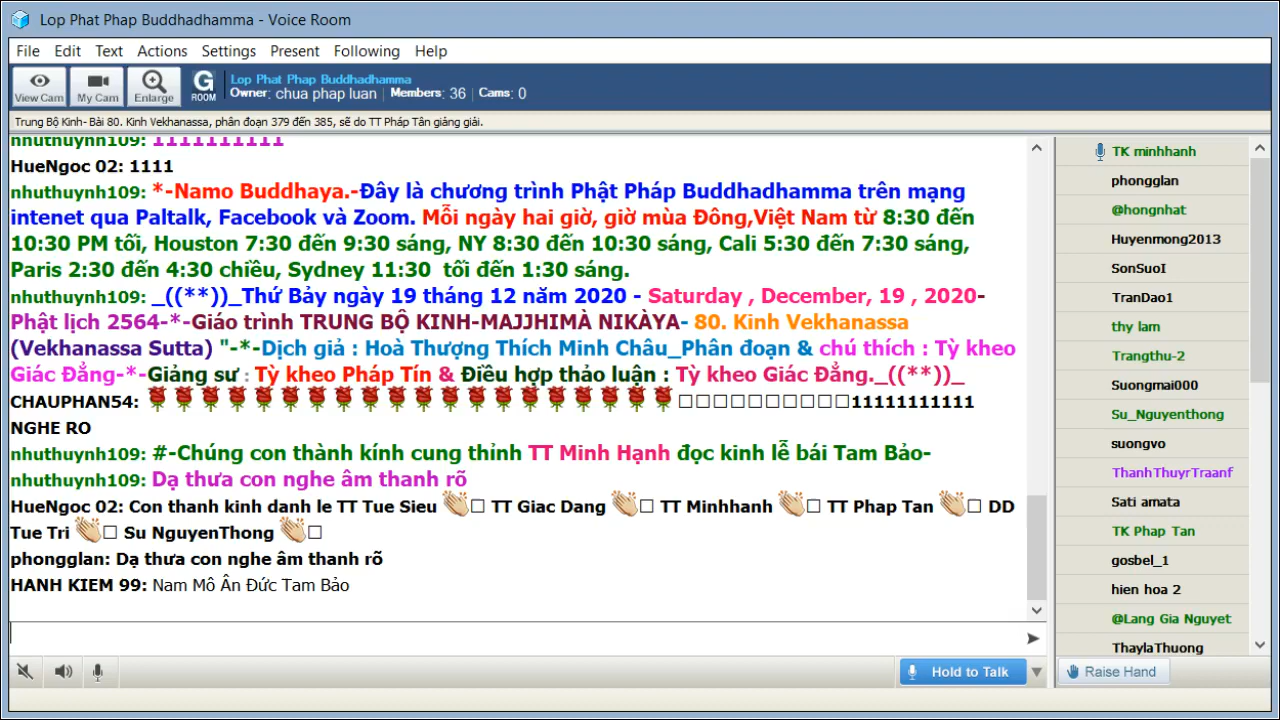 Lop Phat Phap Buddhadhamma - Voice Room
File Edit Text Actions Settings Present Following Help
View Cam My Cam Enlarge G ROOM
Lop Phat Phap Buddhadhamma
Owner: chua phap luan | Members: 36 | Cams: 0
Trung Bộ Kinh- Bài 80. Kinh Vekhanassa, phân đoạn 379 đến 385, sẽ do TT Pháp Tân giảng giải.
nhuthuynh109: 1111111111
HueNgoc 02: 1111
nhuthuynh109: *-Namo Buddhaya.-Đây là chương trình Phật Pháp Buddhadhamma trên mạng
intenet qua Paltalk, Facebook và Zoom. Mỗi ngày hai giờ, giờ mùa Đông,Việt Nam từ 8:30 đến
10:30 PM tối, Houston 7:30 đến 9:30 sáng, NY 8:30 đến 10:30 sáng, Cali 5:30 đến 7:30 sáng,
Paris 2:30 đến 4:30 chiều, Sydney 11:30 tối đến 1:30 sáng.
nhuthuynh109: _((**))_Thứ Bảy ngày 19 tháng 12 năm 2020 - Saturday , December, 19 , 2020-
Phật lịch 2564-*-Giáo trình TRUNG BỘ KINH-MAJJHIMÀ NIKÀYA- 80. Kinh Vekhanassa
(Vekhanassa Sutta) "-*-Dịch giả : Hoà Thượng Thích Minh Châu_Phân đoạn & chú thích : Tỳ kheo
Giác Đẳng-*-Giảng sư : Tỳ kheo Pháp Tín & Điều hợp thảo luận : Tỳ kheo Giác Đẳng._((**))_
CHAUPHAN54: 🌹🌹🌹🌹🌹🌹🌹🌹🌹🌹🌹🌹🌹🌹🌹🌹🌹🌹🌹🌹□□□□□□□□□□11111111111
NGHE RO
nhuthuynh109: #-Chúng con thành kính cung thỉnh TT Minh Hạnh đọc kinh lễ bái Tam Bảo-
nhuthuynh109: Dạ thưa con nghe âm thanh rõ
HueNgoc 02: Con thanh kinh danh le TT Tue Sieu 👏□ TT Giac Dang 👏□ TT Minhhanh 👏□ TT Phap Tan 👏□ DD
Tue Tri 👏□ Su NguyenThong 👏□
phongglan: Dạ thưa con nghe âm thanh rõ
HANH KIEM 99: Nam Mô Ân Đức Tam Bảo
Hold to Talk
TK minhhanh
phongglan
@hongnhat
Huyenmong2013
SonSuoI
TranDao1
thy lam
Trangthu-2
Suongmai000
Su_Nguyenthong
suongvo
ThanhThuyrTraanf
Sati amata
TK Phap Tan
gosbel_1
hien hoa 2
@Lang Gia Nguyet
ThaylaThuong
Raise Hand